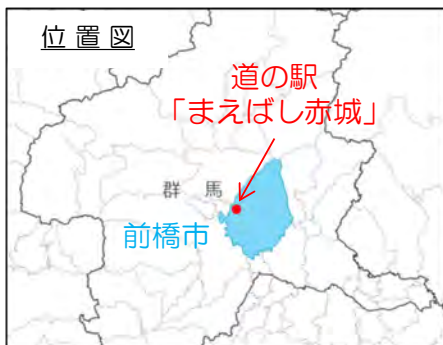 位置図
道の駅
「まえばし赤城」
群馬
前橋市